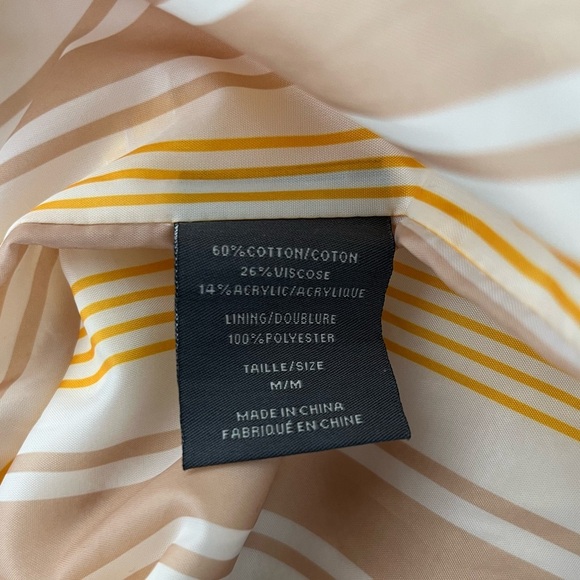 60%COTTON/COTON
26%VISCOSE
14%ACRYLIC/ACRYLIQUE
LINING/DOUBLURE
100%POLYESTER
TAILLE/SIZE
M/M
MADE IN CHINA
FABRIQUÉ EN CHINE